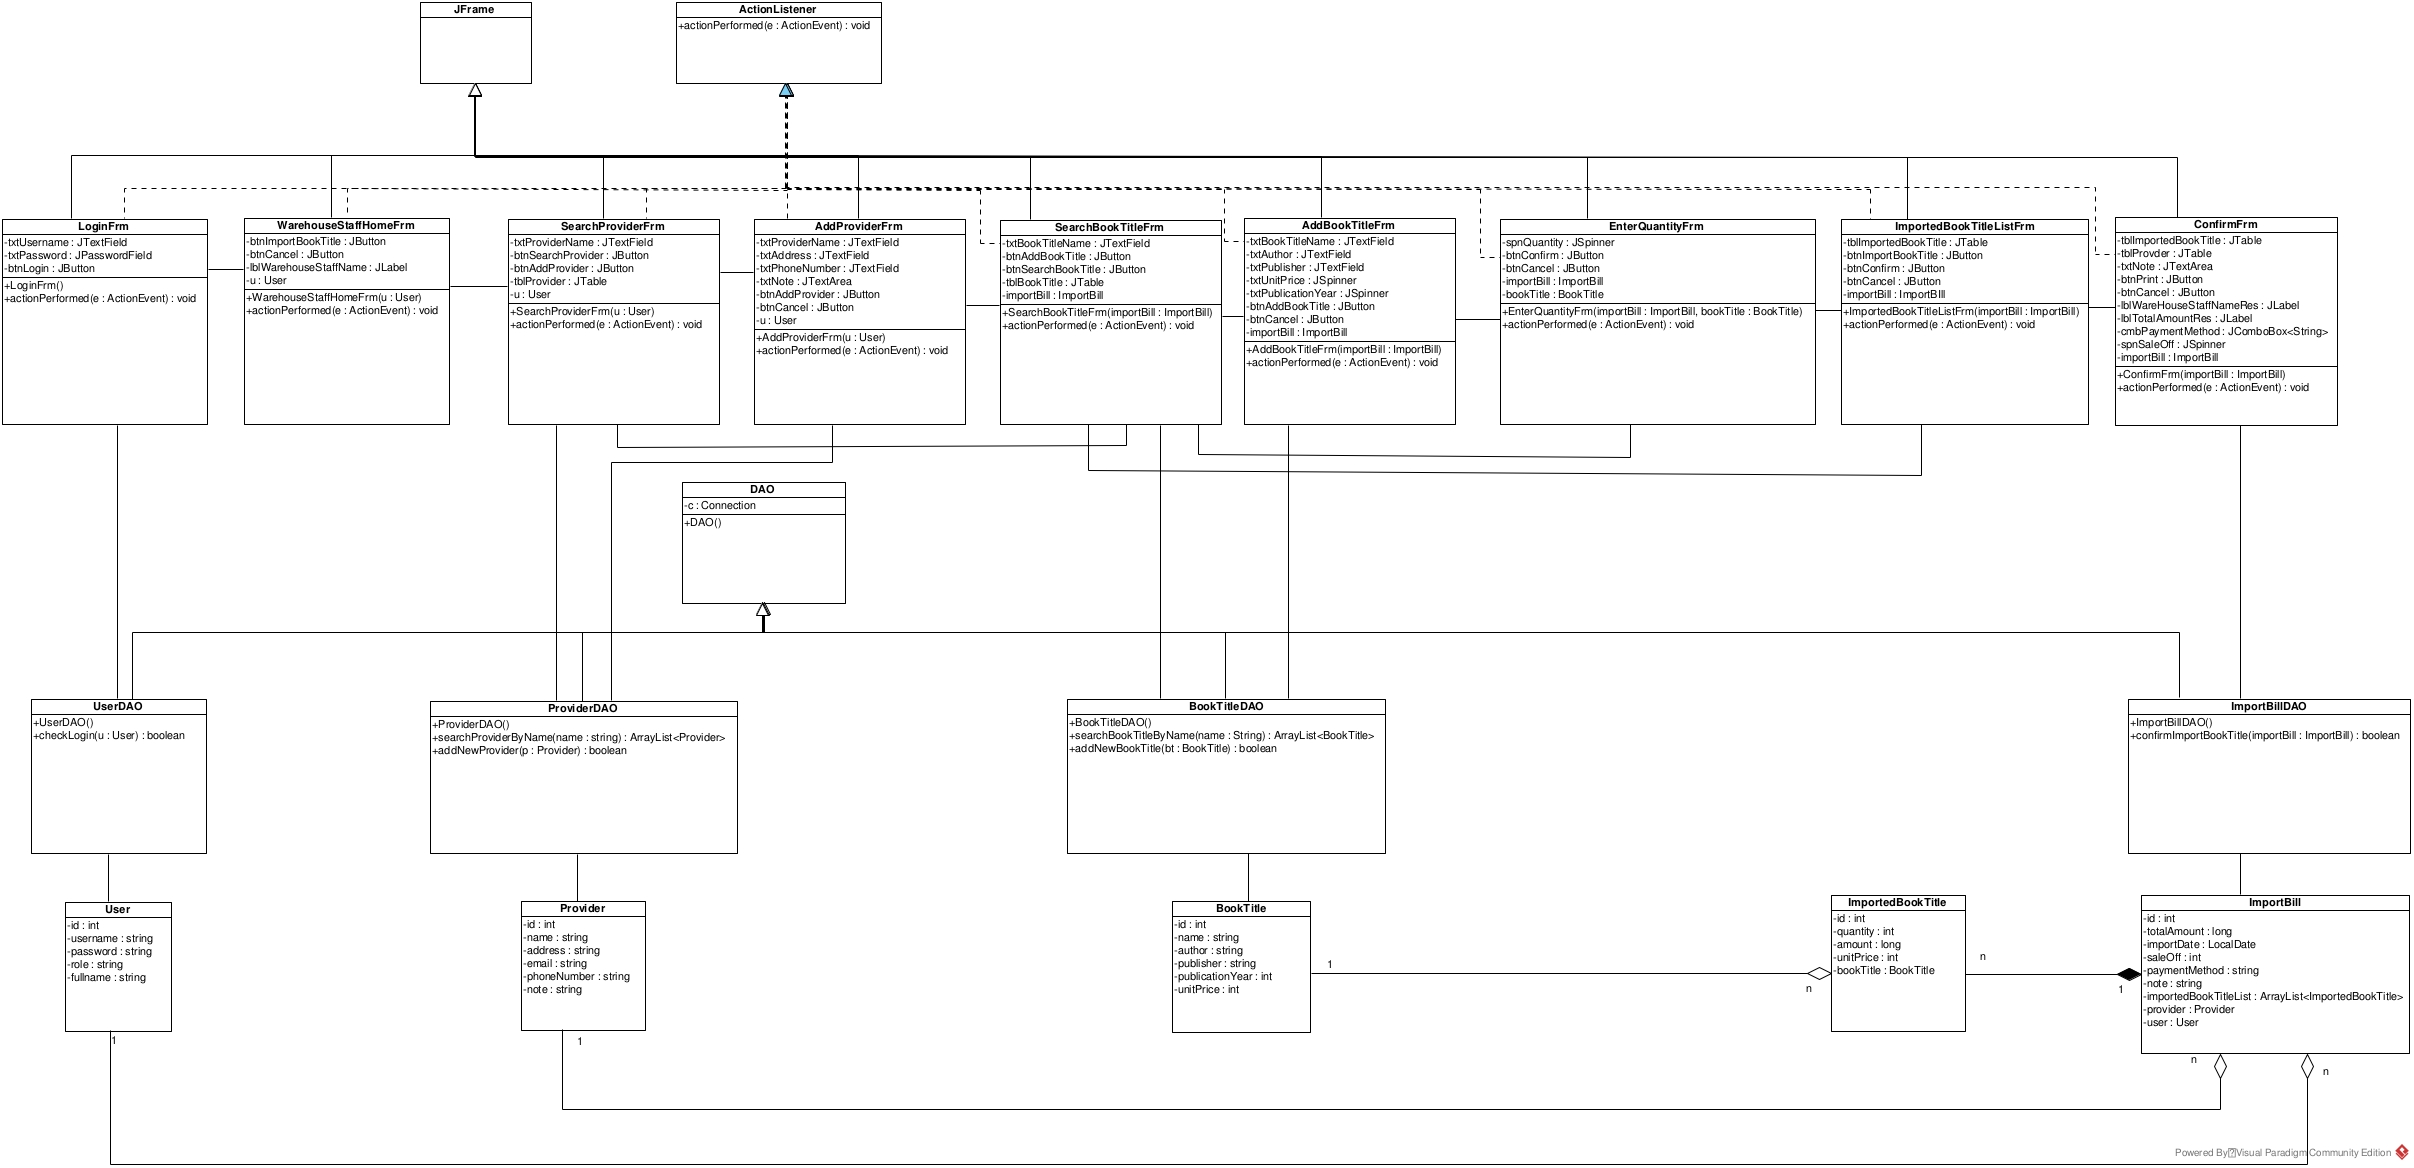 JFrame
ActionListener
+actionPerformed(e : ActionEvent) : void
LoginFrm
-txtUsername : JTextField
-txtPassword : JPasswordField
-btnLogin : JButton
+LoginFrm()
+actionPerformed(e : ActionEvent) : void
WarehouseStaffHomeFrm
-btnImportBookTitle : JButton
-btnCancel : JButton
-lblWarehouseStaffName : JLabel
-u : User
+WarehouseStaffHomeFrm(u : User)
+actionPerformed(e : ActionEvent) : void
SearchProviderFrm
-txtProviderName : JTextField
-btnSearchProvider : JButton
-btnAddProvider : JButton
-tblProvider : JTable
-u : User
+SearchProviderFrm(u : User)
+actionPerformed(e : ActionEvent) : void
AddProviderFrm
-txtProviderName : JTextField
-txtAddress : JTextField
-txtPhoneNumber : JTextField
-txtNote : JTextArea
-btnAddProvider : JButton
-btnCancel : JButton
-u : User
+AddProviderFrm(u : User)
+actionPerformed(e : ActionEvent) : void
SearchBookTitleFrm
-txtBookTitleName : JTextField
-btnAddBookTitle : JButton
-btnSearchBookTitle : JButton
-tblBookTitle : JTable
-importBill : ImportBill
+SearchBookTitleFrm(importBill : ImportBill)
+actionPerformed(e : ActionEvent) : void
AddBookTitleFrm
-txtBookTitleName : JTextField
-txtAuthor : JTextField
-txtPublisher : JTextField
-txtUnitPrice : JSpinner
-txtPublicationYear : JSpinner
-btnAddBookTitle : JButton
-btnCancel : JButton
-importBill : ImportBill
+AddBookTitleFrm(importBill : ImportBill)
+actionPerformed(e : ActionEvent) : void
EnterQuantityFrm
-spnQuantity : JSpinner
-btnConfirm : JButton
-btnCancel : JButton
-importBill : ImportBill
-bookTitle : BookTitle
+EnterQuantityFrm(importBill : ImportBill, bookTitle : BookTitle)
+actionPerformed(e : ActionEvent) : void
ImportedBookTitleListFrm
-tblImportedBookTitle : JTable
-btnImportBookTitle : JButton
-btnConfirm : JButton
-btnCancel : JButton
-importBill : ImportBIll
+ImportedBookTitleListFrm(importBill : ImportBill)
+actionPerformed(e : ActionEvent) : void
ConfirmFrm
-tblImportedBookTitle : JTable
-tblProvder : JTable
-txtNote : JTextArea
-btnPrint : JButton
-btnCancel : JButton
-lblWareHouseStaffNameRes : JLabel
-lblTotalAmountRes : JLabel
-cmbPaymentMethod : JComboBox<String>
-spnSaleOff : JSpinner
-importBill : ImportBill
+ConfirmFrm(importBill : ImportBill)
+actionPerformed(e : ActionEvent) : void
DAO
-c : Connection
+DAO()
UserDAO
+UserDAO()
+checkLogin(u : User) : boolean
ProviderDAO
+ProviderDAO()
+searchProviderByName(name : string) : ArrayList<Provider>
+addNewProvider(p : Provider) : boolean
BookTitleDAO
+BookTitleDAO()
+searchBookTitleByName(name : String) : ArrayList<BookTitle>
+addNewBookTitle(bt : BookTitle) : boolean
ImportBillDAO
+ImportBillDAO()
+confirmImportBookTitle(importBill : ImportBill) : boolean
User
-id : int
-username : string
-password : string
-role : string
-fullname : string
1
Provider
-id : int
-name : string
-address : string
-email : string
-phoneNumber : string
-note : string
1
BookTitle
-id : int
-name : string
-author : string
-publisher : string
-publicationYear : int
-unitPrice : int
1
n
ImportedBookTitle
-id : int
-quantity : int
-amount : long
-unitPrice : int
-bookTitle : BookTitle
n
1
ImportBill
-id : int
-totalAmount : long
-importDate : LocalDate
-saleOff : int
-paymentMethod : string
-note : string
-importedBookTitleList : ArrayList<ImportedBookTitle>
-provider : Provider
-user : User
n
n
Powered By Visual Paradigm Community Edition